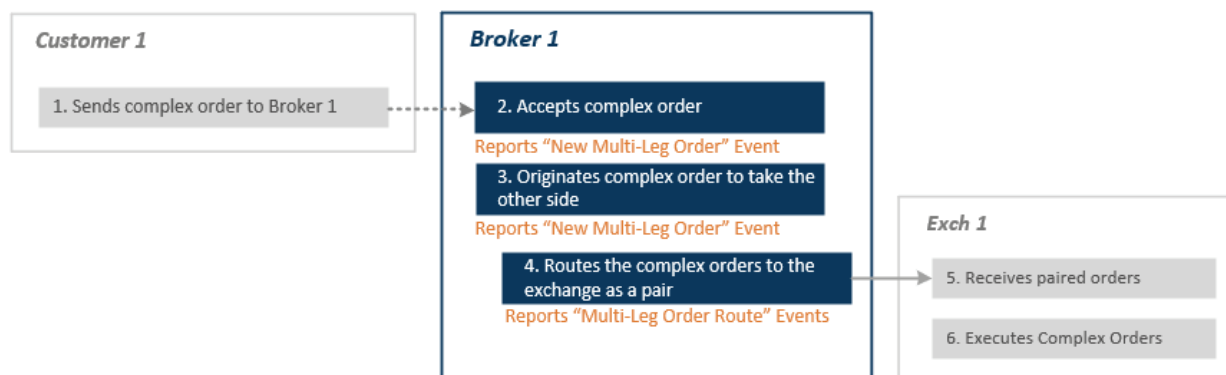 Customer 1
1. Sends complex order to Broker 1
Broker 1
2. Accepts complex order
Reports “New Multi-Leg Order” Event
3. Originates complex order to take the
other side
Reports “New Multi-Leg Order” Event
4. Routes the complex orders to the
exchange as a pair
Reports “Multi-Leg Order Route” Events
Exch 1
5. Receives paired orders
6. Executes Complex Orders